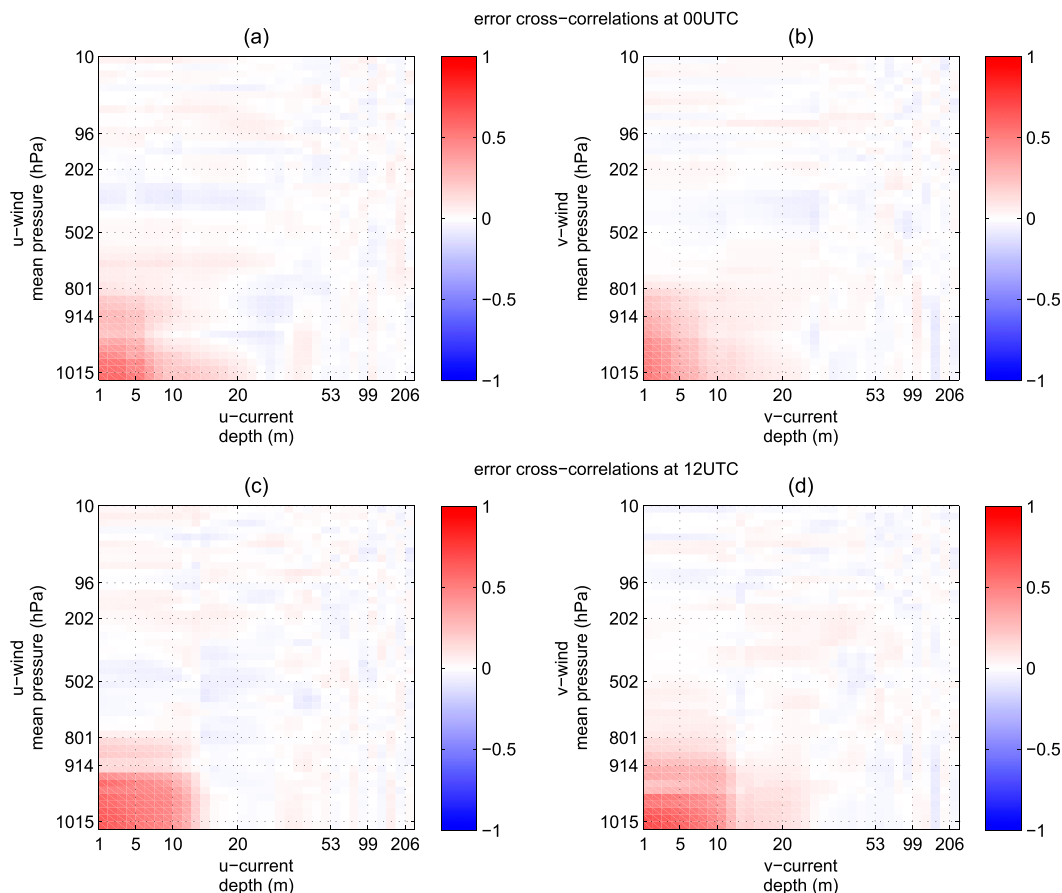 error cross−correlations at 00UTC
(a)
(b)
10
96
202
502
801
914
1015
u−wind
mean pressure (hPa)
1 5 10 20 53 99 206
u−current
depth (m)
1
0.5
0
−0.5
−1
10
96
202
502
801
914
1015
v−wind
mean pressure (hPa)
1 5 10 20 53 99 206
v−current
depth (m)
1
0.5
0
−0.5
−1
error cross−correlations at 12UTC
(c)
(d)
10
96
202
502
801
914
1015
u−wind
mean pressure (hPa)
1 5 10 20 53 99 206
u−current
depth (m)
1
0.5
0
−0.5
−1
10
96
202
502
801
914
1015
v−wind
mean pressure (hPa)
1 5 10 20 53 99 206
v−current
depth (m)
1
0.5
0
−0.5
−1